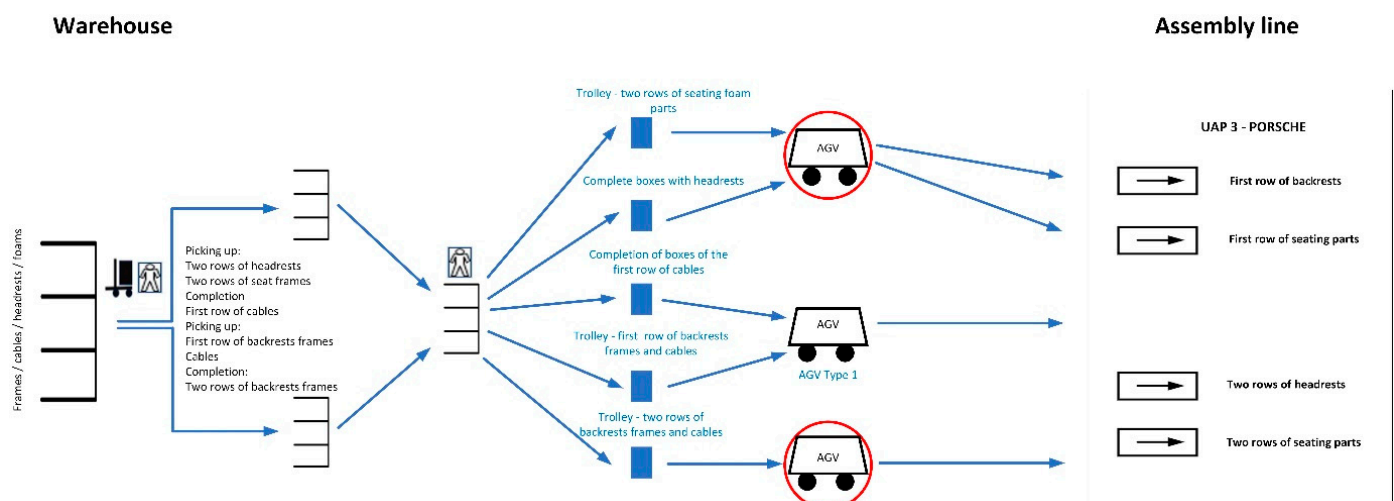 Warehouse
Assembly line
Trolley - two rows of seating foam
parts
AGV
UAP 3 - PORSCHE
Complete boxes with headrests
First row of backrests
Frames / cables / headrests / foams
Picking up:
Two rows of headrests
Two rows of seat frames
Completion
First row of cables
Picking up:
First row of backrests frames
Cables
Completion:
Two rows of backrests frames
Completion of boxes of the
first row of cables
First row of seating parts
Trolley - first row of backrests
frames and cables
AGV
AGV Type 1
Two rows of headrests
Trolley - two rows of
backrests frames and cables
AGV
Two rows of seating parts